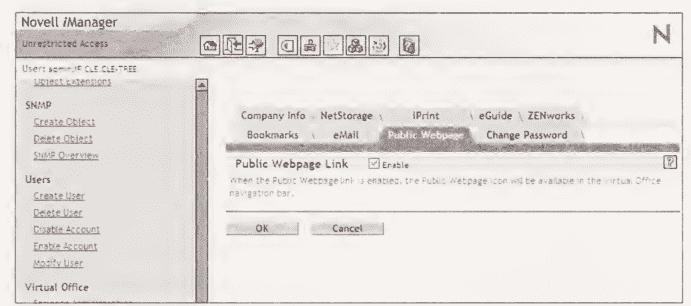 Novell iManager
Unrestricted Access
N
Object Extensions
SNMP
Create Object
Delete Object
SNMP Overview
Users
Create User
Delete User
Disable Account
Enable Account
Modify User
Virtual Office
Company Info
NetStorage
iPrint
eGuide
ZENworks
Bookmarks
eMail
Public Webpage
Change Password
Public Webpage Link
Enable
?
When the Public Webpage link is enabled, the Public Webpage icon will be available in the Virtual Office
navigation bar.
OK
Cancel